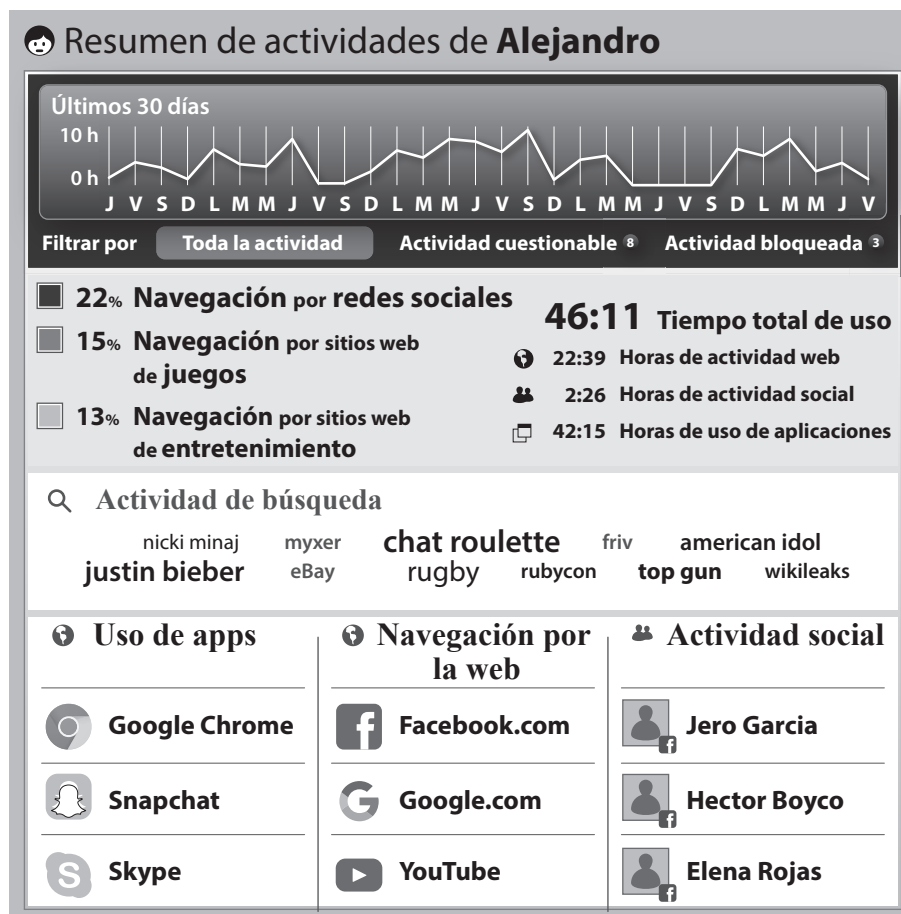 Resumen de actividades de Alejandro
Últimos 30 días
10 h
0 h
J V S D L M M J V S D L M M J V S D L M M J V S D L M M J V
Filtrar por Toda la actividad Actividad cuestionable 8 Actividad bloqueada 3
22% Navegación por redes sociales
15% Navegación por sitios web
de juegos
13% Navegación por sitios web
de entretenimiento
46:11 Tiempo total de uso
22:39 Horas de actividad web
2:26 Horas de actividad social
42:15 Horas de uso de aplicaciones
Actividad de búsqueda
nicki minaj myxer chat roulette friv american idol
justin bieber eBay rugby rubycon top gun wikileaks
Uso de apps
Google Chrome
Snapchat
Skype
Navegación por
la web
Facebook.com
Google.com
YouTube
Actividad social
Jero Garcia
Hector Boyco
Elena Rojas